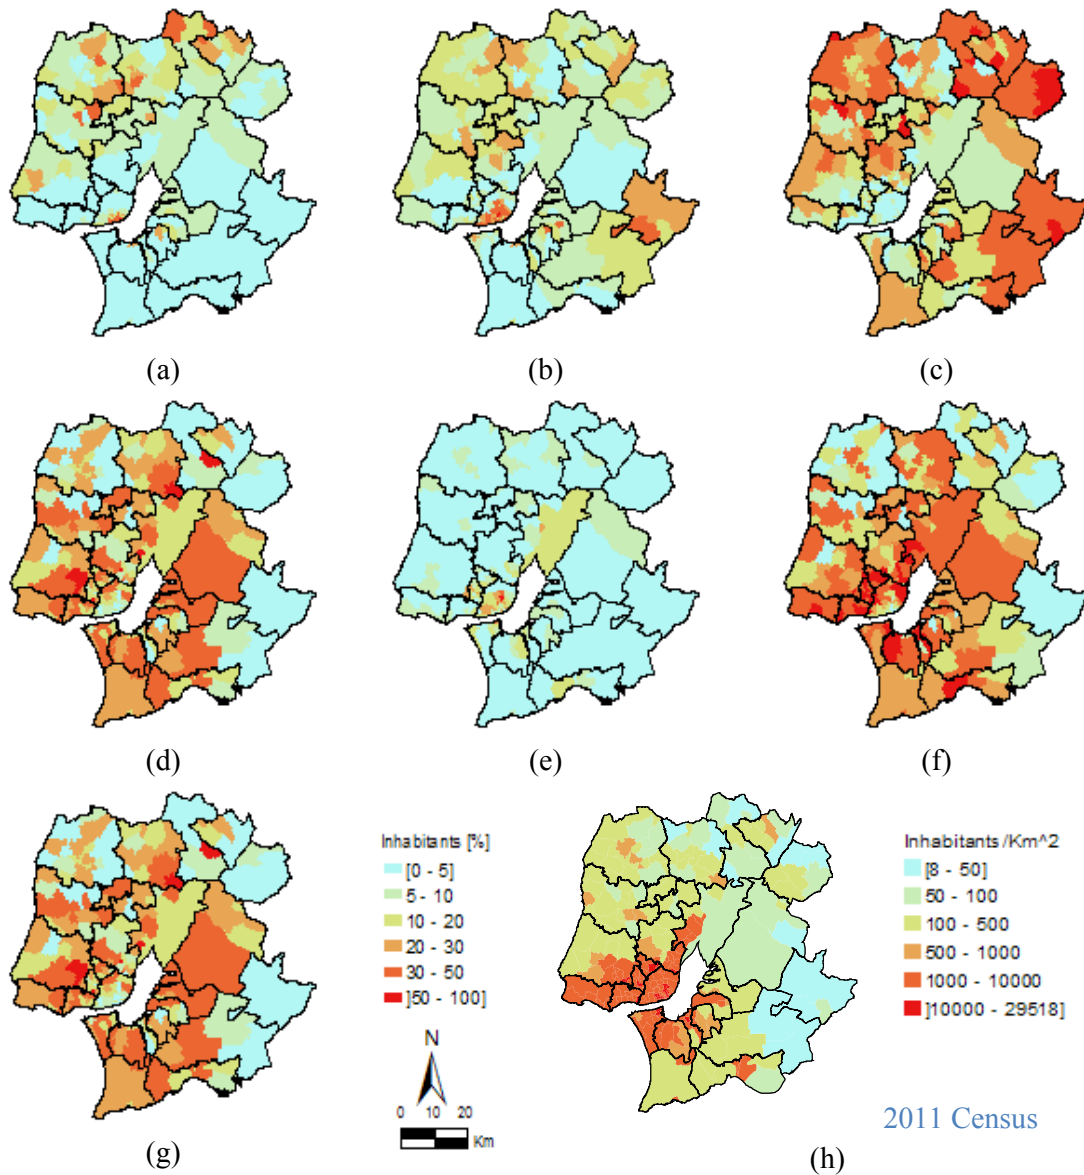 (a)
(b)
(c)
(d)
(e)
(f)
Inhabitants [%]
[0 - 5]
5 - 10
10 - 20
20 - 30
30 - 50
]50 - 100]
N
0 10 20
Km
Inhabitants /Km^2
[8 - 50]
50 - 100
100 - 500
500 - 1000
1000 - 10000
]10000 - 29518]
2011 Census
(g)
(h)